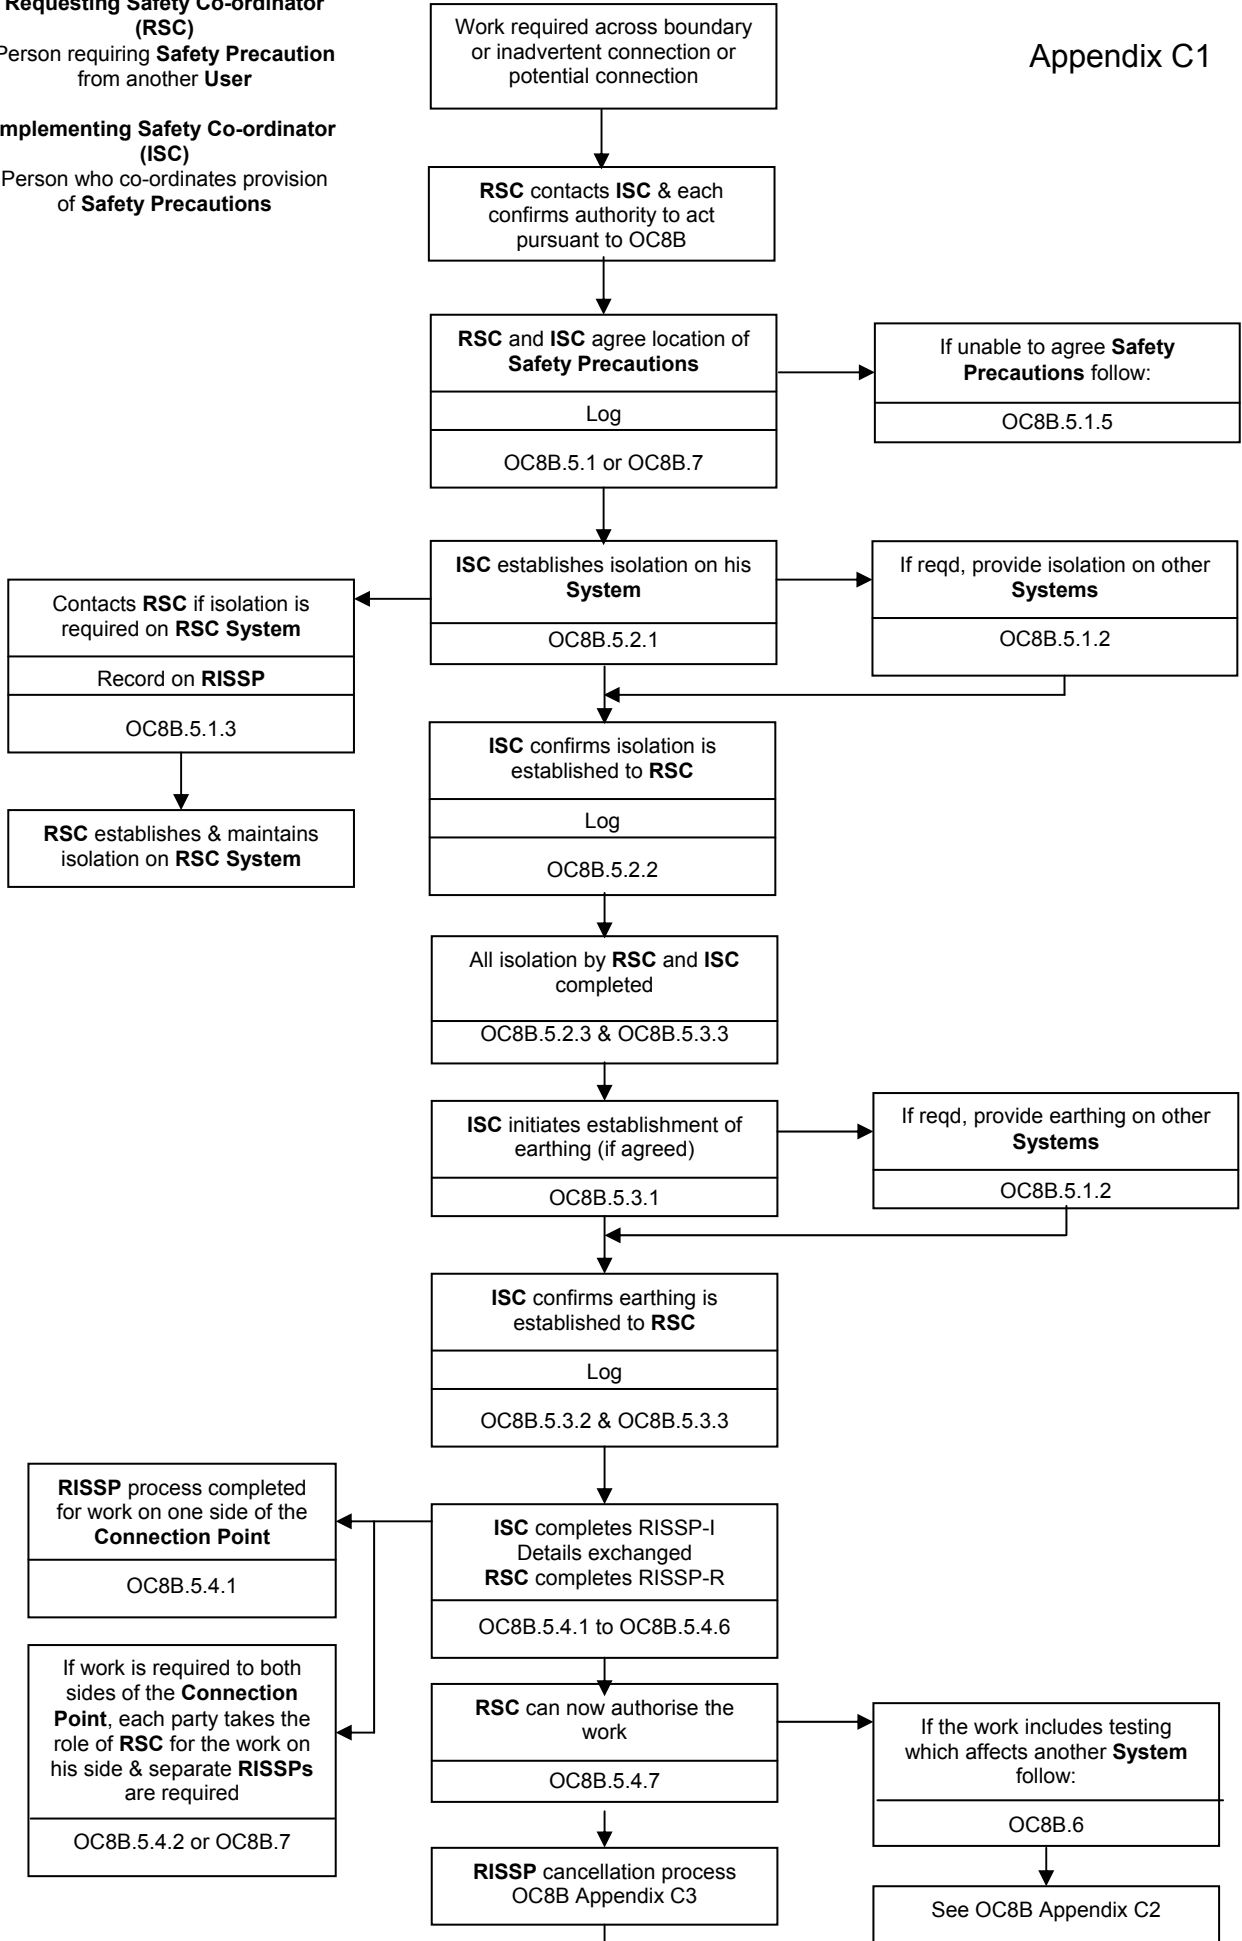 Requesting Safety Co-ordinator
(RSC)
Person requiring Safety Precaution
from another User
Implementing Safety Co-ordinator
(ISC)
Person who co-ordinates provision
of Safety Precautions
Appendix C1
Work required across boundary
or inadvertent connection or
potential connection
RSC contacts ISC & each
confirms authority to act
pursuant to OC8B
RSC and ISC agree location of
Safety Precautions
Log
OC8B.5.1 or OC8B.7
If unable to agree Safety
Precautions follow:
OC8B.5.1.5
ISC establishes isolation on his
System
OC8B.5.2.1
If reqd, provide isolation on other
Systems
OC8B.5.1.2
Contacts RSC if isolation is
required on RSC System
Record on RISSP
OC8B.5.1.3
RSC establishes & maintains
isolation on RSC System
ISC confirms isolation is
established to RSC
Log
OC8B.5.2.2
All isolation by RSC and ISC
completed
OC8B.5.2.3 & OC8B.5.3.3
ISC initiates establishment of
earthing (if agreed)
OC8B.5.3.1
If reqd, provide earthing on other
Systems
OC8B.5.1.2
ISC confirms earthing is
established to RSC
Log
OC8B.5.3.2 & OC8B.5.3.3
RISSP process completed
for work on one side of the
Connection Point
OC8B.5.4.1
ISC completes RISSP-I
Details exchanged
RSC completes RISSP-R
OC8B.5.4.1 to OC8B.5.4.6
If work is required to both
sides of the Connection
Point, each party takes the
role of RSC for the work on
his side & separate RISSPs
are required
OC8B.5.4.2 or OC8B.7
RSC can now authorise the
work
OC8B.5.4.7
If the work includes testing
which affects another System
follow:
OC8B.6
RISSP cancellation process
OC8B Appendix C3
See OC8B Appendix C2